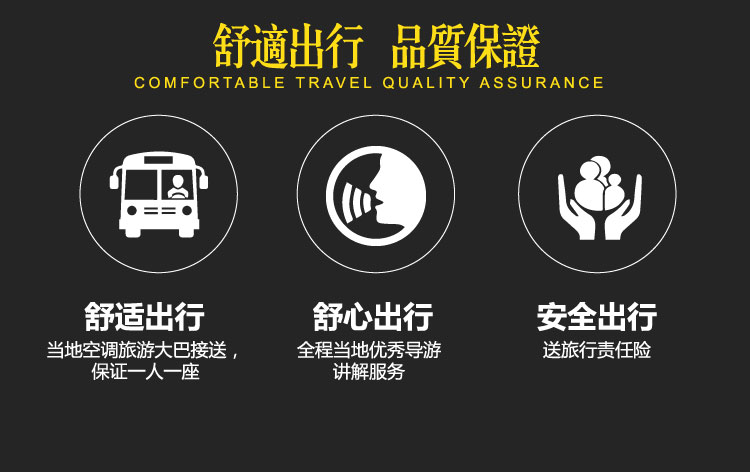 舒適出行 品質保證
COMFORTABLE TRAVEL QUALITY ASSURANCE
舒适出行
当地空调旅游大巴接送，
保证一人一座
舒心出行
全程当地优秀导游
讲解服务
安全出行
送旅行责任险